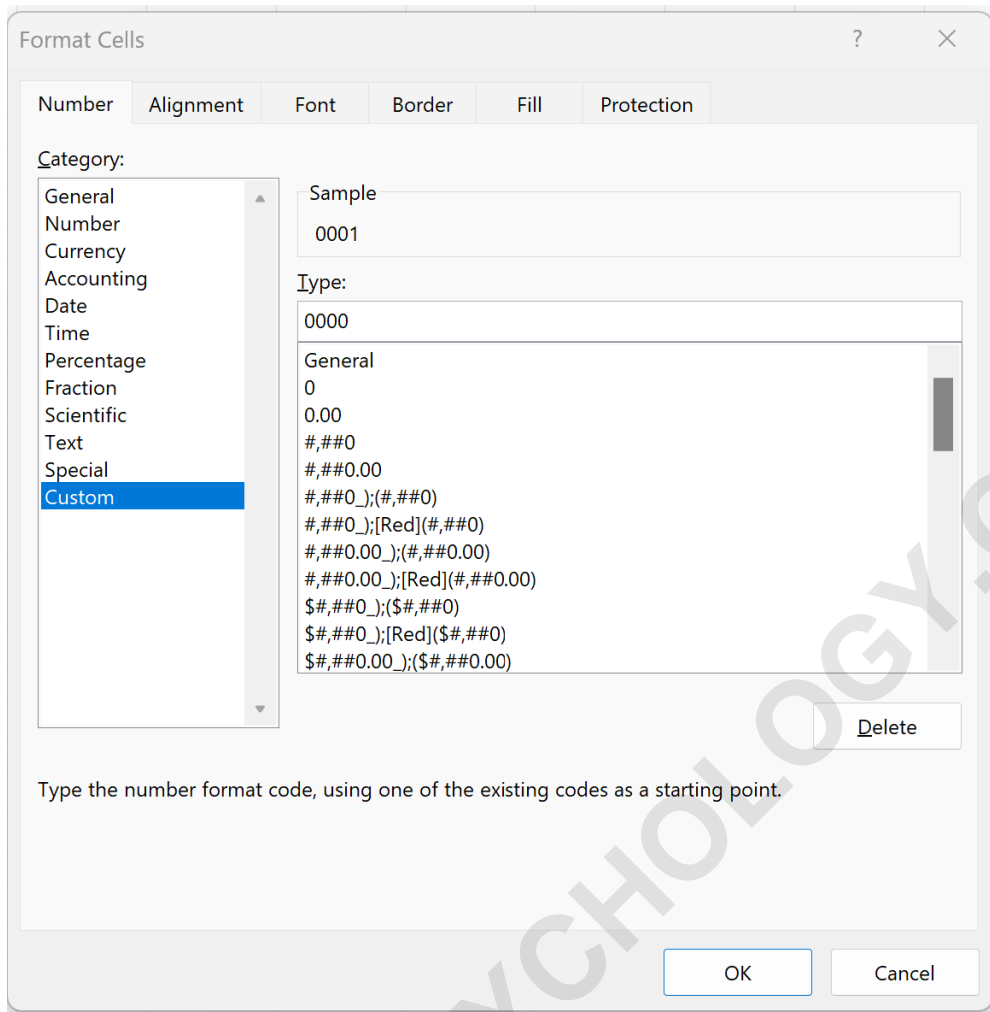 Format Cells ?
Number Alignment Font Border Fill Protection
Category:
General
Number
Currency
Accounting
Date
Time
Percentage
Fraction
Scientific
Text
Special
Custom
Sample
0001
Type:
0000
General
0
0.00
#,##0
#,##0.00
#,##0_);(#,##0)
#,##0_);[Red](#,##0)
#,##0.00_);(#,##0.00)
#,##0.00_);[Red](#,##0.00)
$#,##0_);($#,##0)
$#,##0_);[Red]($#,##0)
$#,##0.00_);($#,##0.00)
Delete
Type the number format code, using one of the existing codes as a starting point.
OK Cancel
YCHOLOGY.